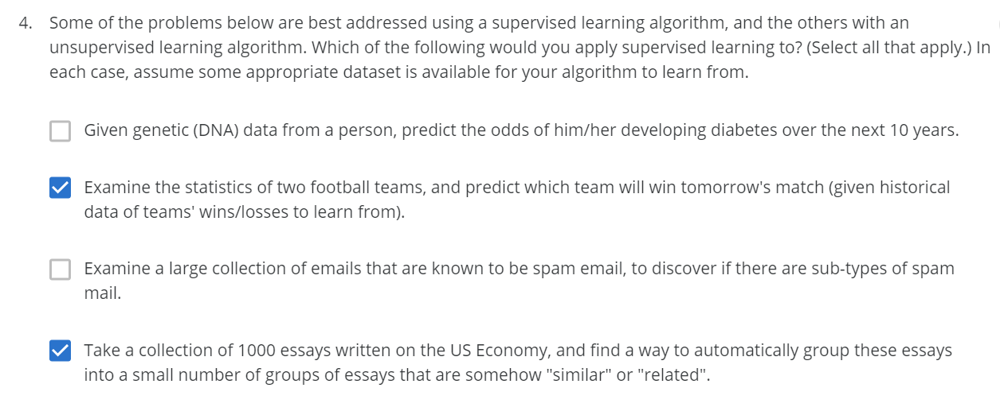 4. Some of the problems below are best addressed using a supervised learning algorithm, and the others with an
unsupervised learning algorithm. Which of the following would you apply supervised learning to? (Select all that apply.) In
each case, assume some appropriate dataset is available for your algorithm to learn from.
Given genetic (DNA) data from a person, predict the odds of him/her developing diabetes over the next 10 years.
Examine the statistics of two football teams, and predict which team will win tomorrow's match (given historical
data of teams' wins/losses to learn from).
Examine a large collection of emails that are known to be spam email, to discover if there are sub-types of spam
mail.
Take a collection of 1000 essays written on the US Economy, and find a way to automatically group these essays
into a small number of groups of essays that are somehow "similar" or "related".